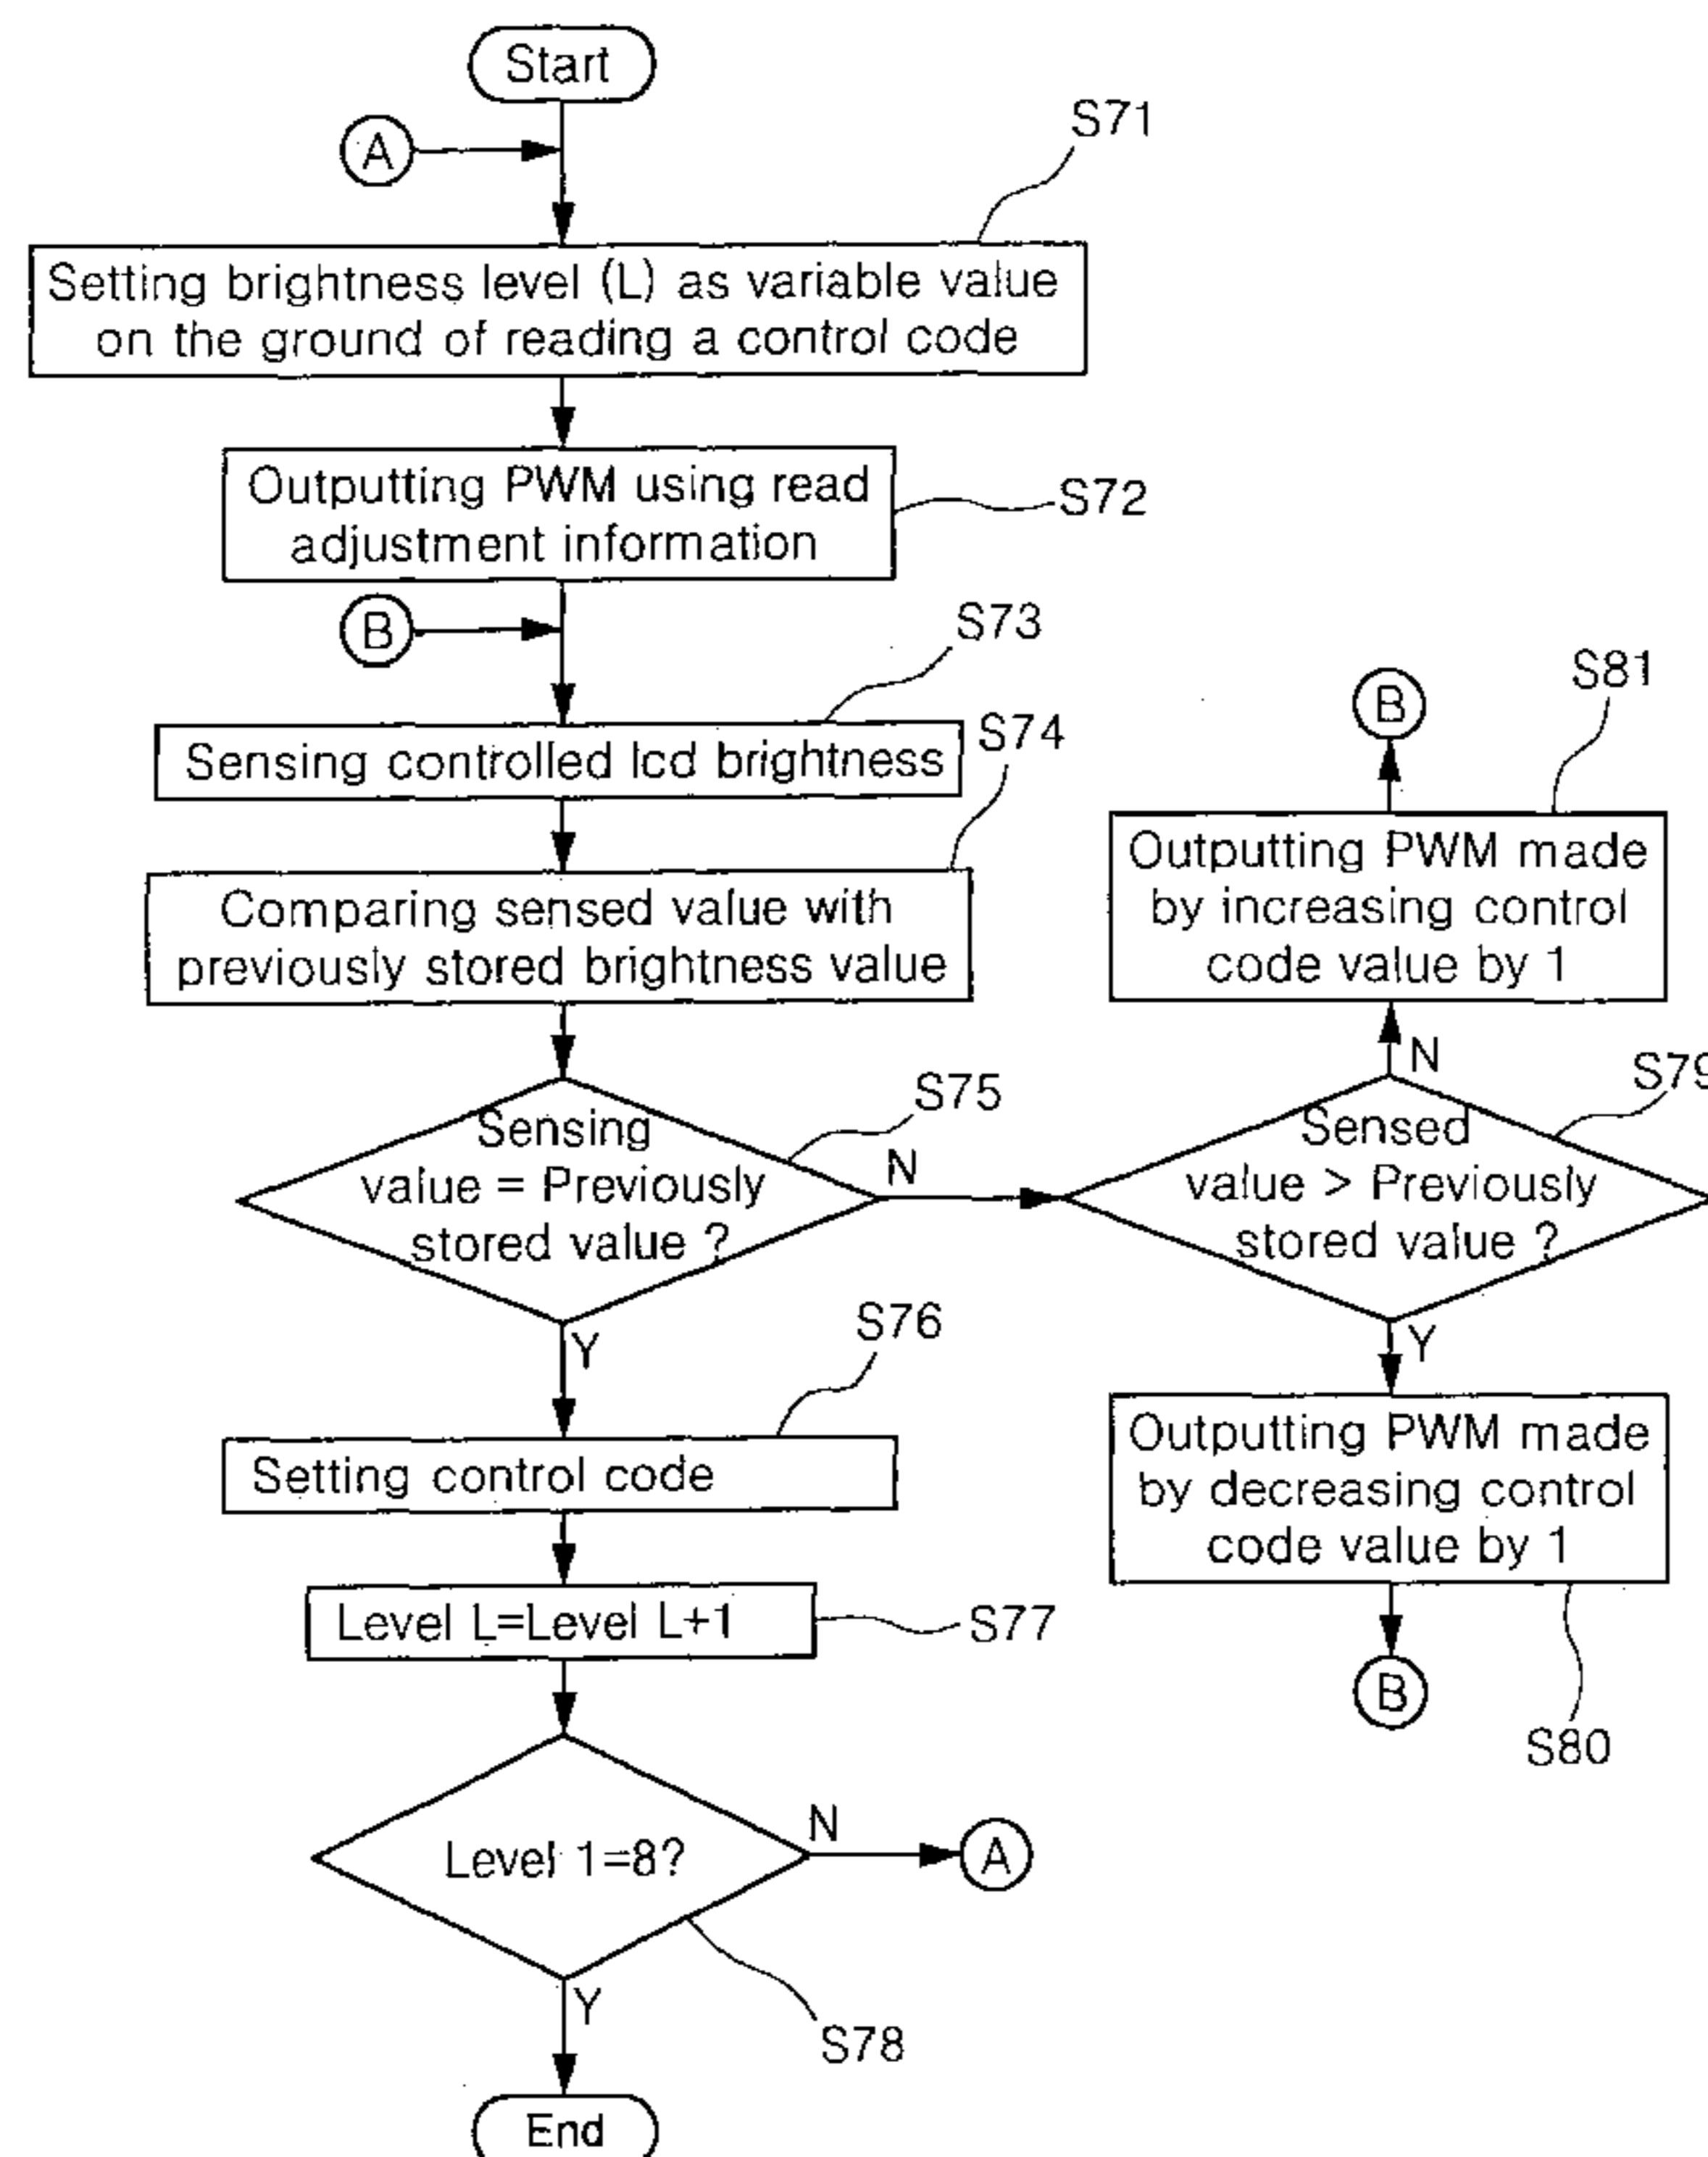 Start
A
S71
Setting brightness level (L) as variable value
on the ground of reading a control code
Outputting PWM using read
adjustment information
S72
B
S73
Sensing controlled lcd brightness
S74
Comparing sensed value with
previously stored brightness value
S75
Sensing
value = Previously
stored value ?
N
Y
S76
Setting control code
Level L=Level L+1
S77
Level 1=8?
N
A
S78
Y
End
B
S81
Outputting PWM made
by increasing control
code value by 1
N
S79
Sensed
value > Previously
stored value ?
Y
Outputting PWM made
by decreasing control
code value by 1
B
S80